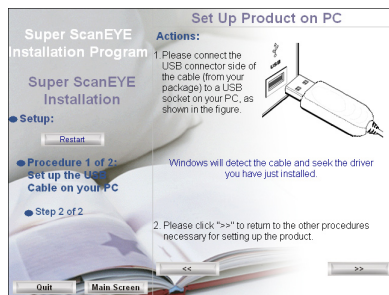 Super ScanEYE
Installation Program
Super ScanEYE
Installation
Setup:
Restart
Procedure 1 of 2:
Set up the USB
Cable on your PC
Step 2 of 2
Quit
Main Screen
Set Up Product on PC
Actions:
1. Please connect the
USB connector side of
the cable (from your
package) to a USB
socket on your PC, as
shown in the figure.
Windows will detect the cable and seek the driver
you have just installed.
2. Please click ">>" to return to the other procedures
necessary for setting up the product.
<<
>>